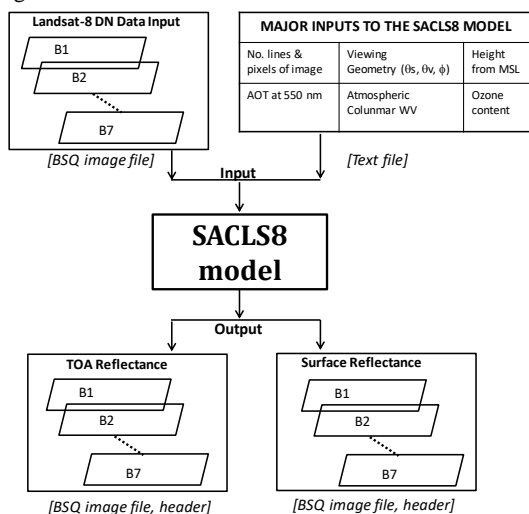 Landsat-8 DN Data Input
B1
B2
B7
[BSQ image file]
MAJOR INPUTS TO THE SACLS8 MODEL
No. lines & pixels of image
Viewing Geometry (θs, θv, ϕ)
Height from MSL
AOT at 550 nm
Atmospheric Colunmar WV
Ozone content
[Text file]
Input
SACLS8
model
Output
TOA Reflectance
B1
B2
B7
[BSQ image file, header]
Surface Reflectance
B1
B2
B7
[BSQ image file, header]